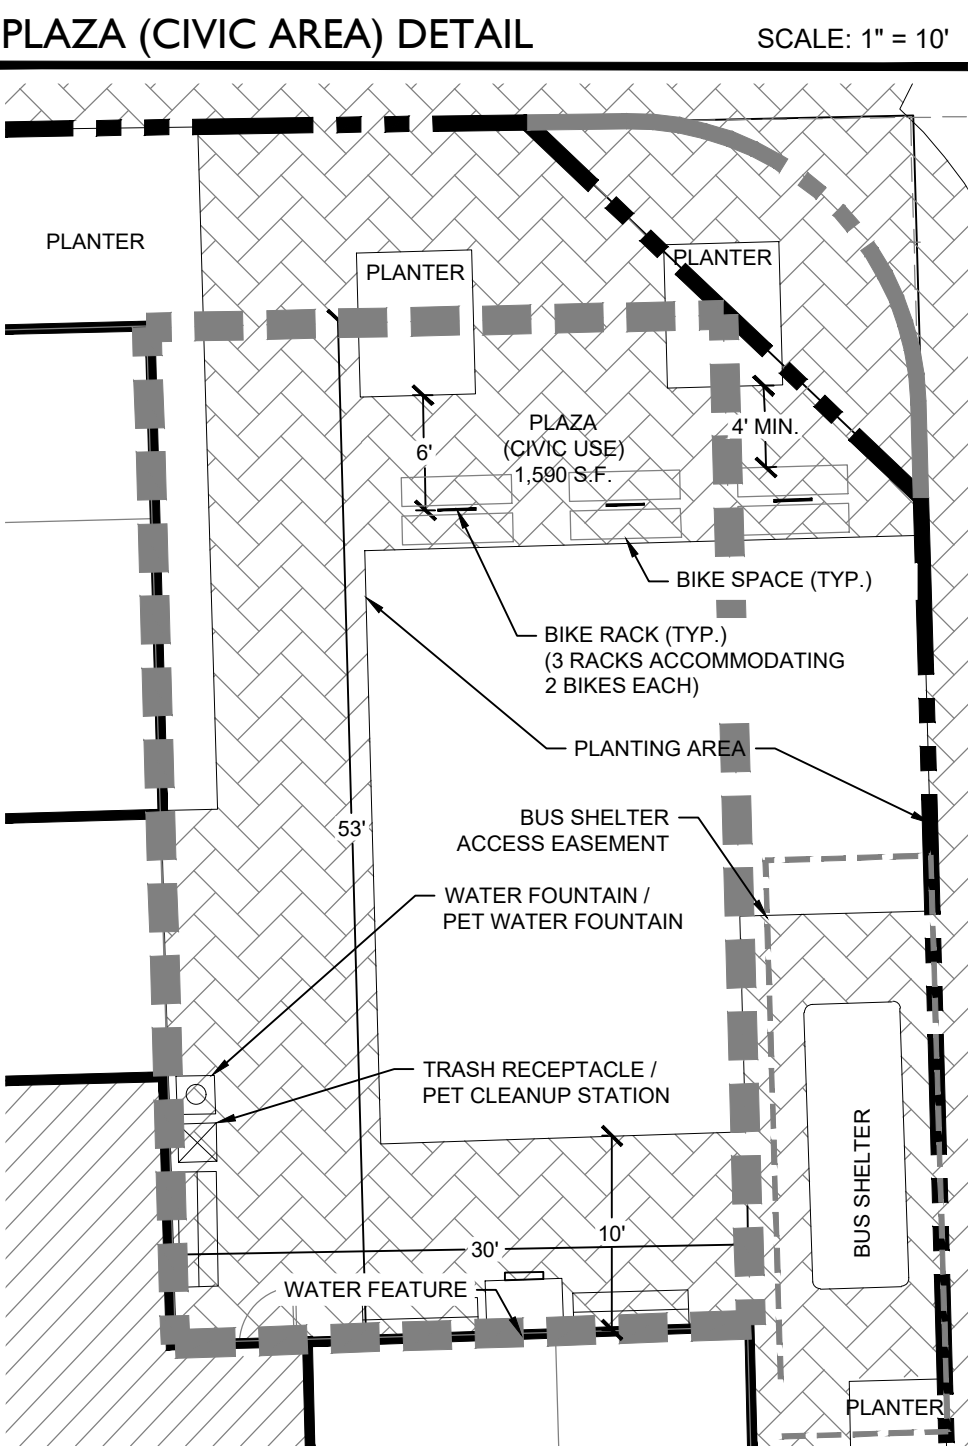 PLAZA (CIVIC AREA) DETAIL
SCALE: 1" = 10'
PLANTER
PLANTER
PLANTER
PLAZA
(CIVIC USE)
1,590 S.F.
6'
4' MIN.
BIKE SPACE (TYP.)
BIKE RACK (TYP.)
(3 RACKS ACCOMMODATING
2 BIKES EACH)
PLANTING AREA
53'
BUS SHELTER
ACCESS EASEMENT
WATER FOUNTAIN /
PET WATER FOUNTAIN
TRASH RECEPTACLE /
PET CLEANUP STATION
BUS SHELTER
10'
30'
WATER FEATURE
PLANTER